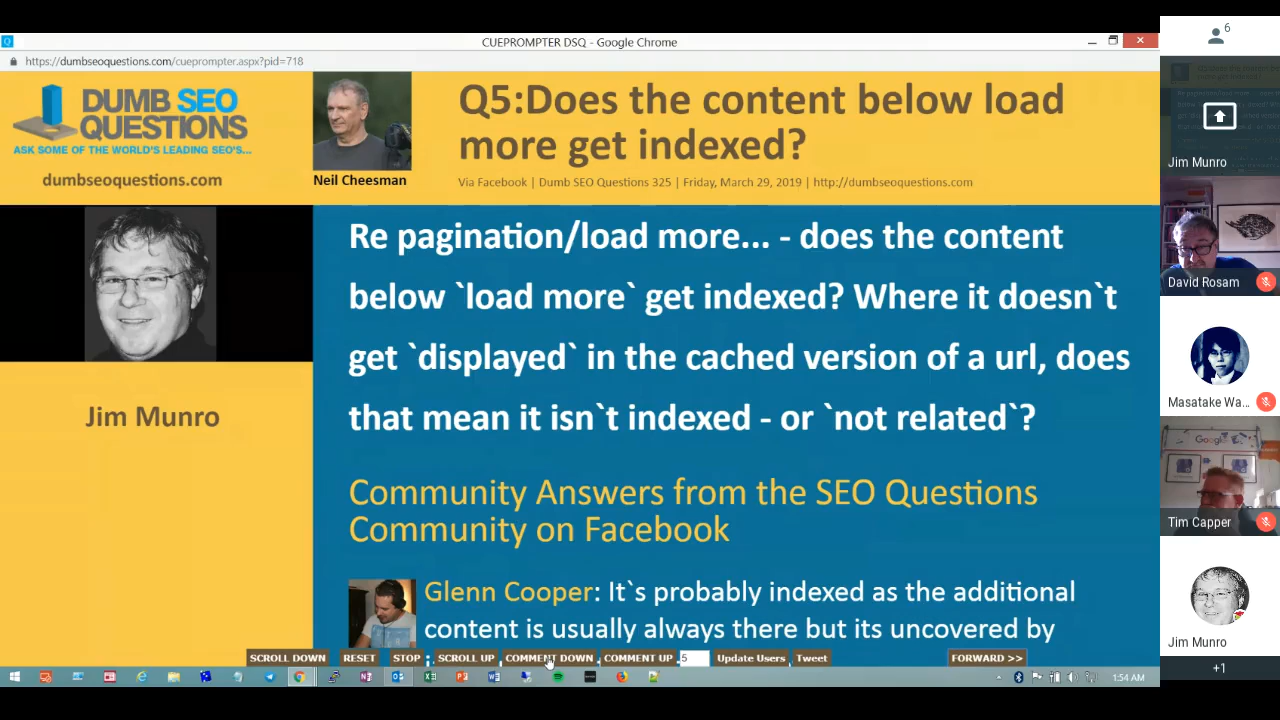 CUEPROMPTER DSQ - Google Chrome
https://dumbseoquestions.com/cueprompter.aspx?pid=718
DUMB SEO
QUESTIONS
ASK SOME OF THE WORLD'S LEADING SEO'S...
dumbseoquestions.com
Neil Cheesman
Q5:Does the content below load
more get indexed?
Via Facebook | Dumb SEO Questions 325 | Friday, March 29, 2019 | http://dumbseoquestions.com
Jim Munro
Re pagination/load more... - does the content
below `load more` get indexed? Where it doesn`t
get `displayed` in the cached version of a url, does
that mean it isn`t indexed - or `not related`?
Community Answers from the SEO Questions
Community on Facebook
Glenn Cooper: It`s probably indexed as the additional
content is usually always there but its uncovered by
SCROLL DOWN RESET STOP SCROLL UP COMMENT DOWN COMMENT UP 5 Update Users Tweet FORWARD >>
1:54 AM
6
Jim Munro
David Rosam
Masatake Wa...
Google
Tim Capper
Jim Munro
+1